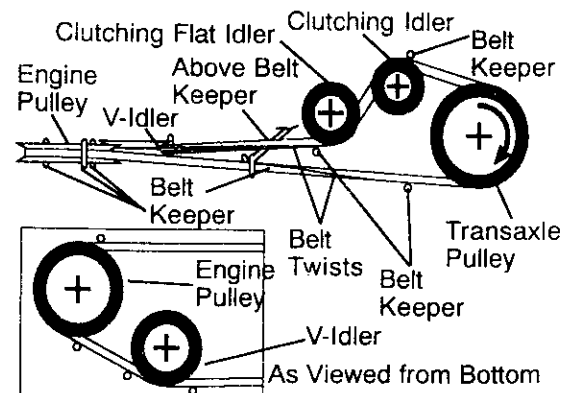 Clutching Idler
Clutching Flat Idler
Belt
Keeper
Engine
Pulley
Above Belt
Keeper
V-Idler
Belt
Keeper
Belt
Twists
Belt
Keeper
Transaxle
Pulley
Engine
Pulley
V-Idler
As Viewed from Bottom